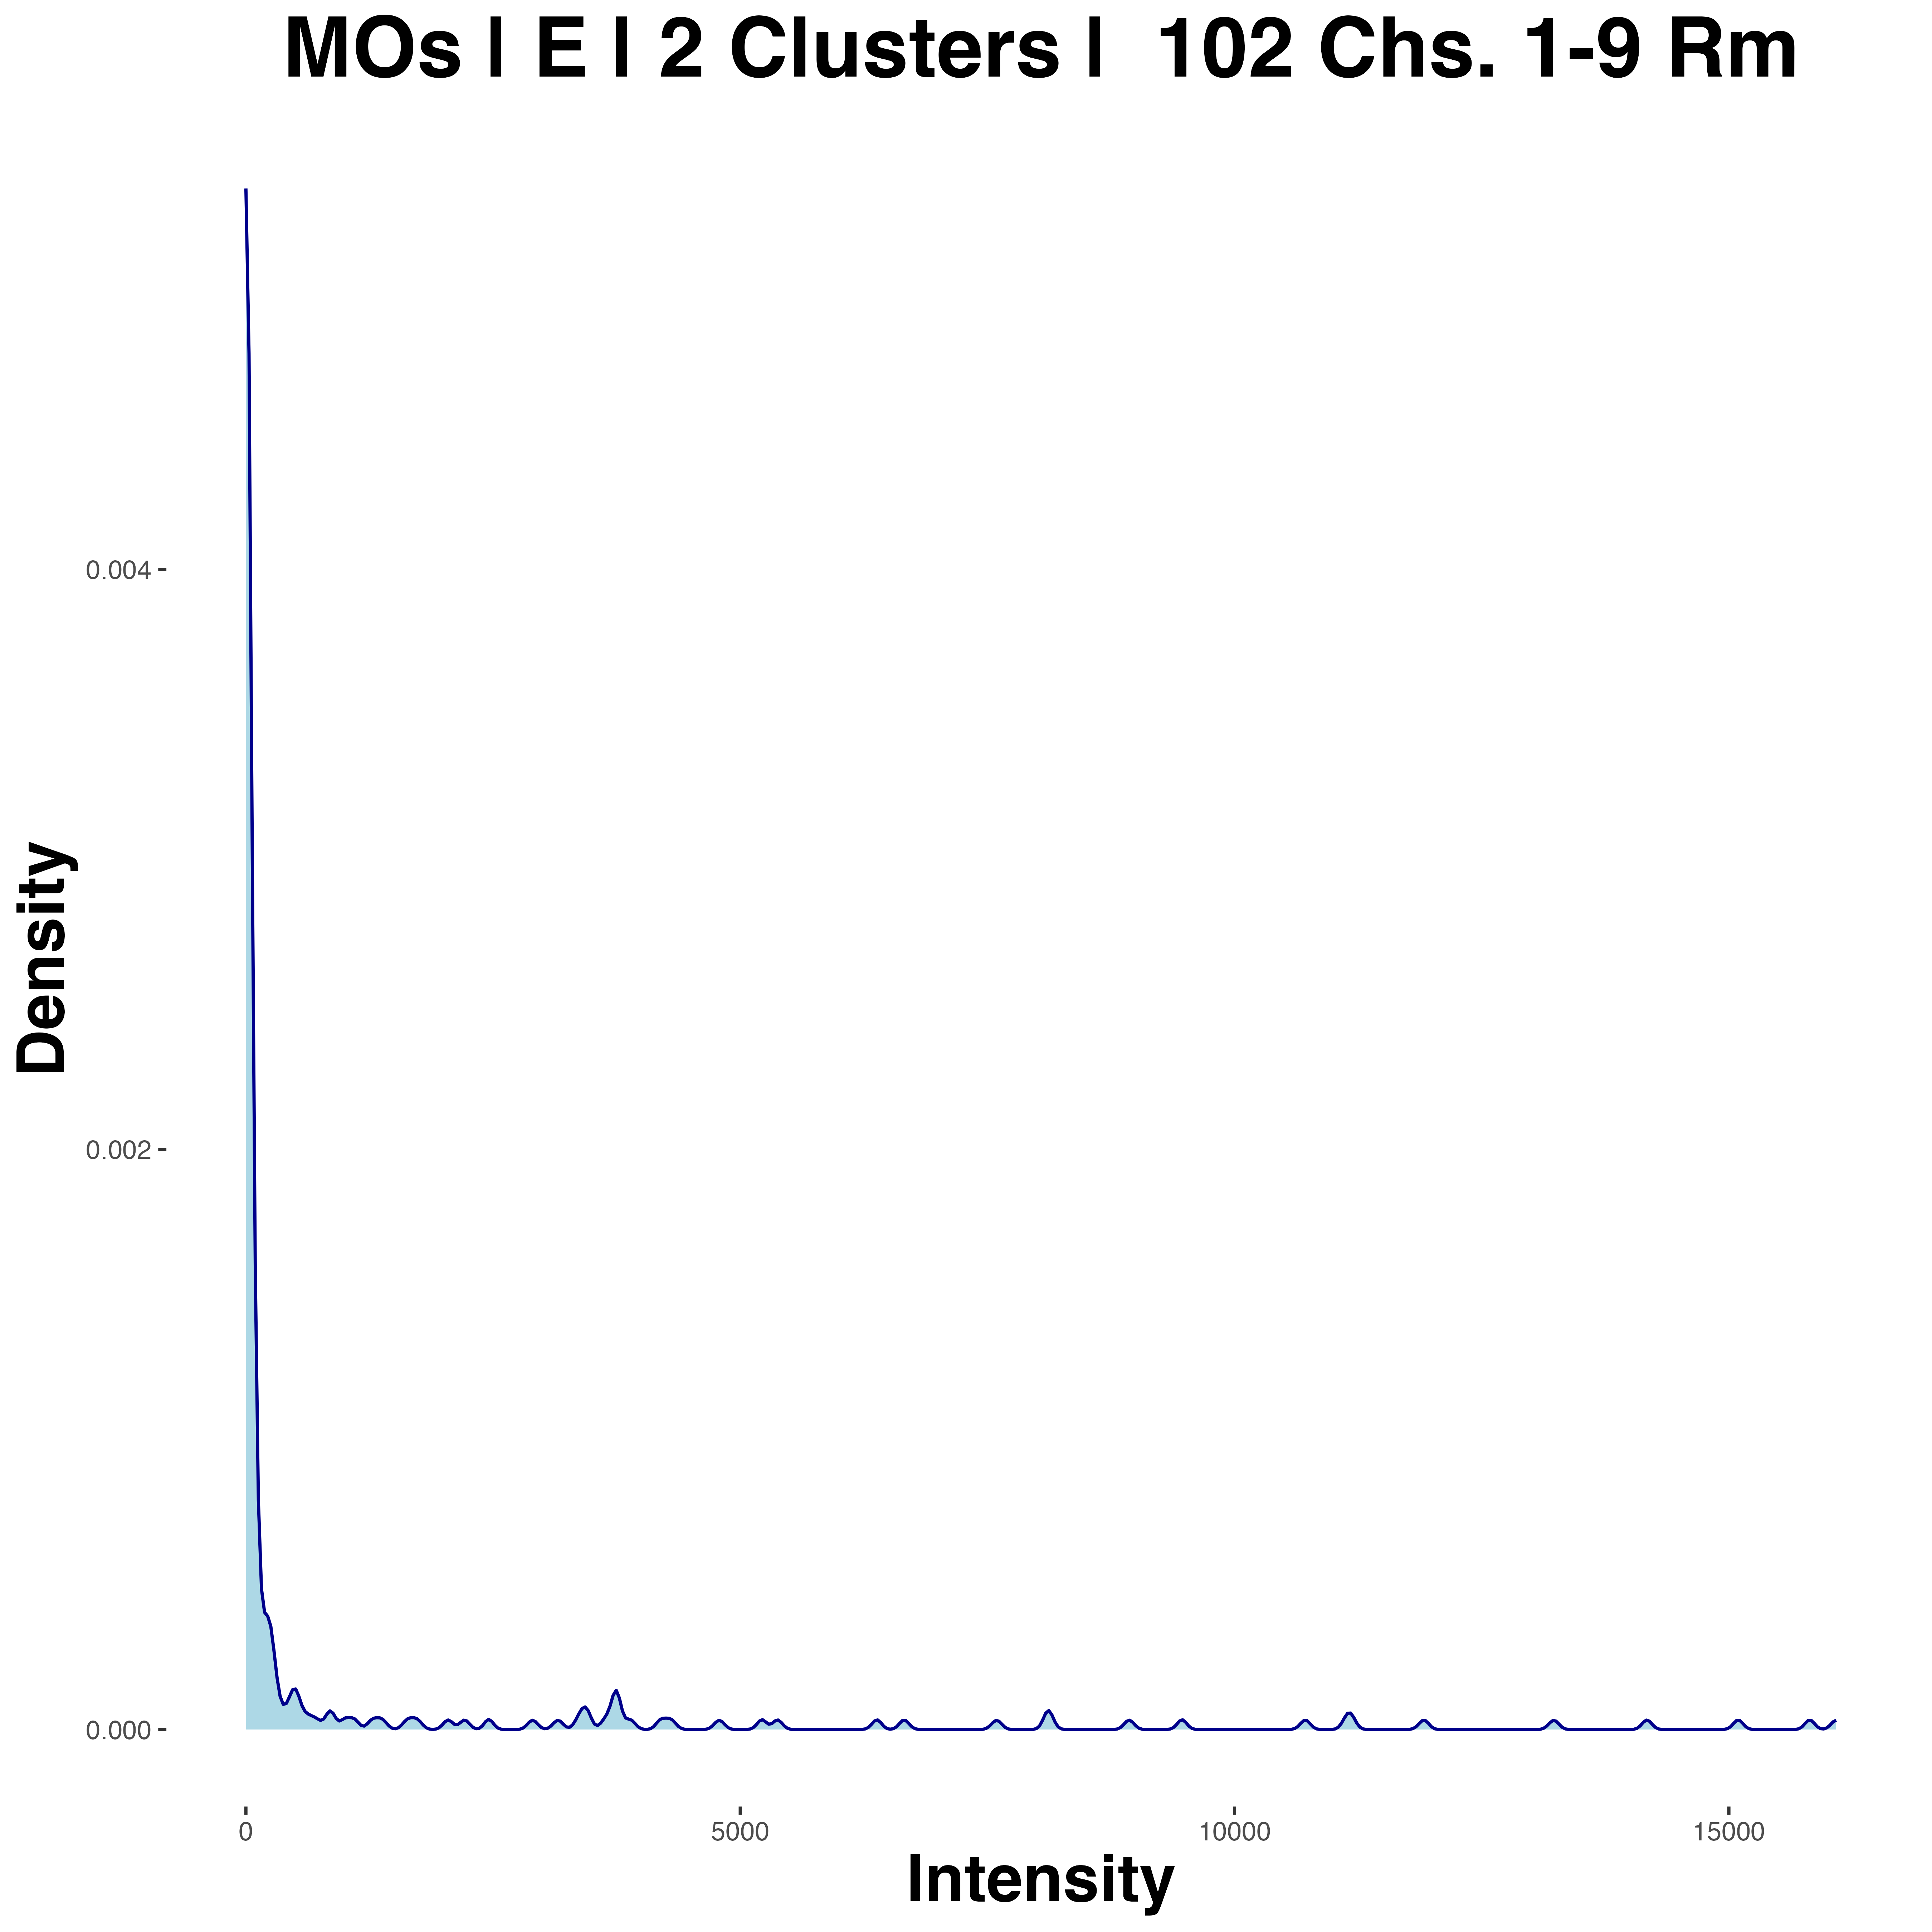 MOs | E | 2 Clusters |  102 Chs. 1-9 Rm
Density
0.004
0.002
0.000
0 5000 10000 15000
Intensity